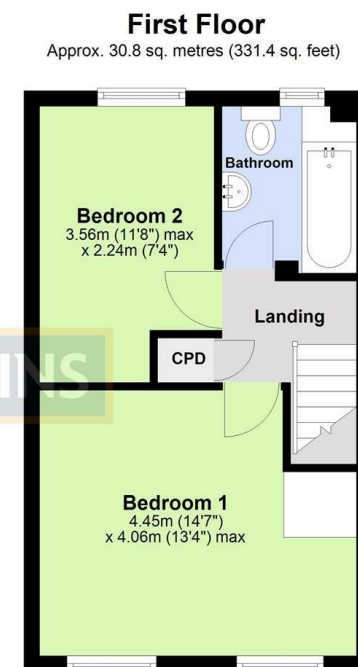 First Floor
Approx. 30.8 sq. metres (331.4 sq. feet)
Bathroom
Bedroom 2
3.56m (11'8") max
x 2.24m (7'4")
Landing
CPD
Bedroom 1
4.45m (14'7")
x 4.06m (13'4") max